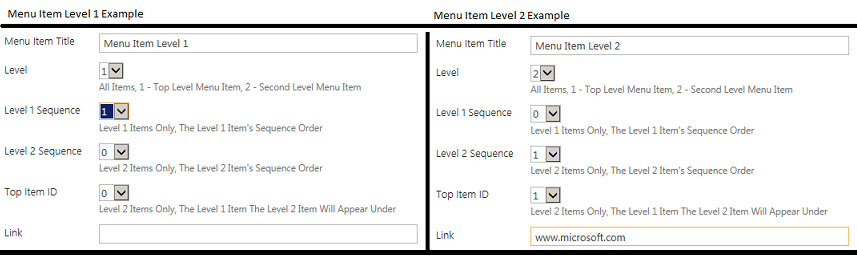 Menu Item Level 1 Example
Menu Item Title
Menu Item Level 1
Level
1
All Items, 1 - Top Level Menu Item, 2 - Second Level Menu Item
Level 1 Sequence
1
Level 1 Items Only, The Level 1 Item's Sequence Order
Level 2 Sequence
0
Level 2 Items Only, The Level 2 Item's Sequence Order
Top Item ID
0
Level 2 Items Only, The Level 1 Item The Level 2 Item Will Appear Under
Link
Menu Item Level 2 Example
Menu Item Title
Menu Item Level 2
Level
2
All Items, 1 - Top Level Menu Item, 2 - Second Level Menu Item
Level 1 Sequence
0
Level 1 Items Only, The Level 1 Item's Sequence Order
Level 2 Sequence
1
Level 2 Items Only, The Level 2 Item's Sequence Order
Top Item ID
1
Level 2 Items Only, The Level 1 Item The Level 2 Item Will Appear Under
Link
www.microsoft.com